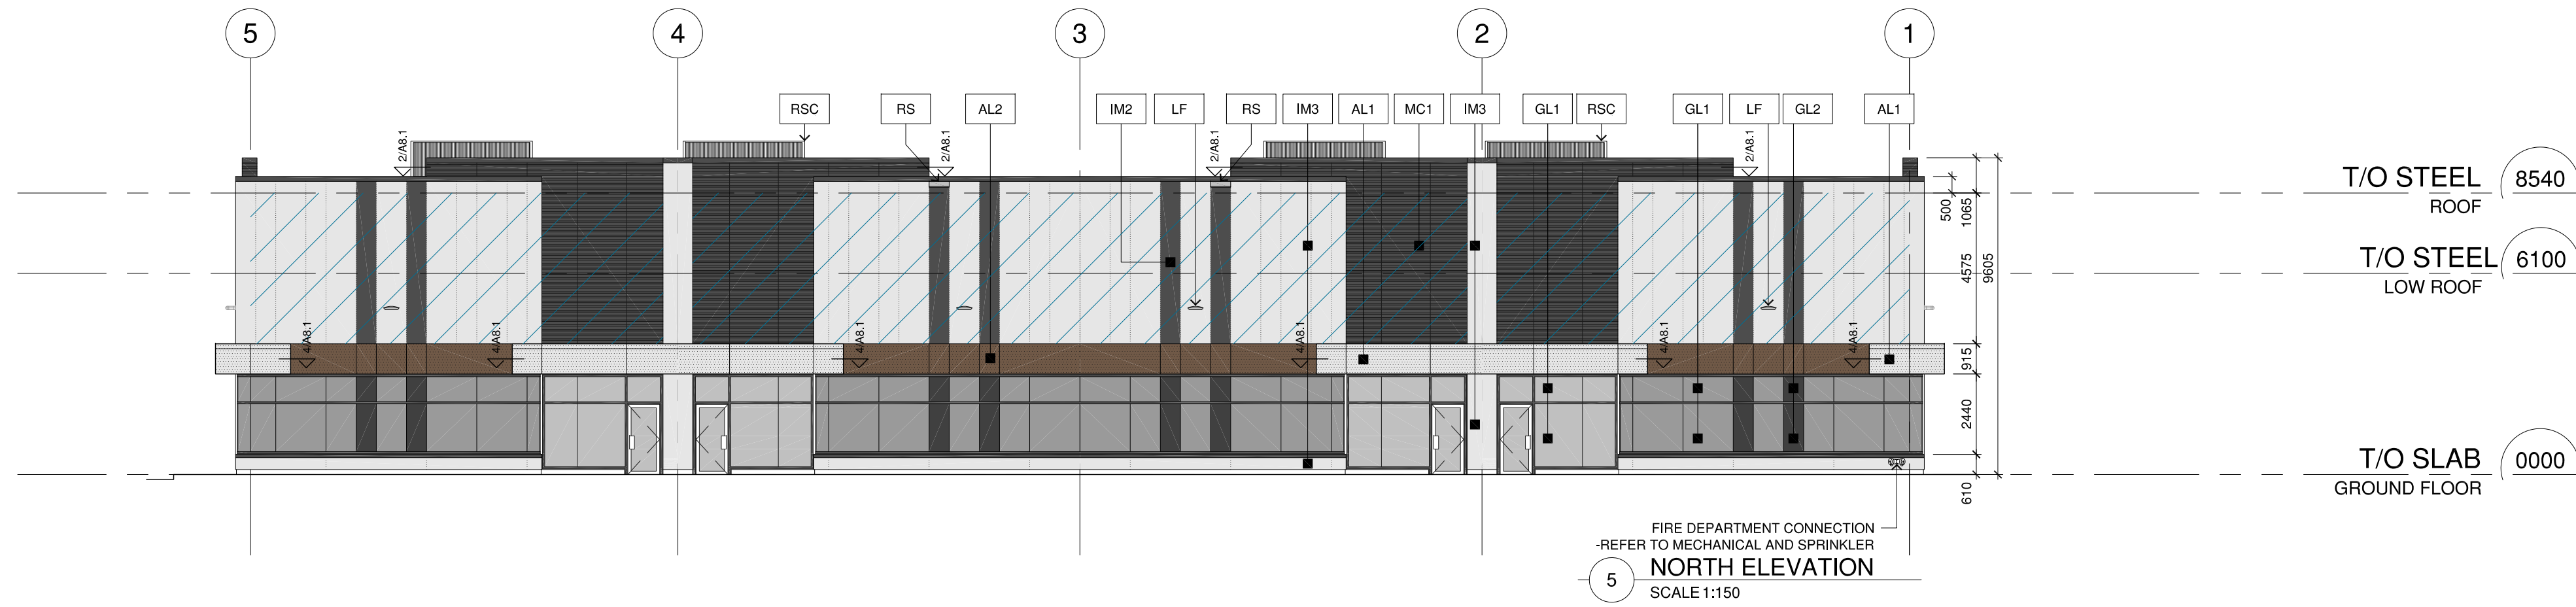 5
4
3
2
1
RSC
RS
AL2
IM2
LF
RS
IM3
AL1
MC1
IM3
GL1
RSC
GL1
LF
GL2
AL1
2/A8.1
2/A8.1
2/A8.1
2/A8.1
T/O STEEL
8540
ROOF
500
1065
T/O STEEL
6100
LOW ROOF
4575
9605
4/A8.1
4/A8.1
4/A8.1
4/A8.1
4/A8.1
4/A8.1
915
2440
T/O SLAB
0000
GROUND FLOOR
610
FIRE DEPARTMENT CONNECTION
-REFER TO MECHANICAL AND SPRINKLER
5
NORTH ELEVATION
SCALE 1:150